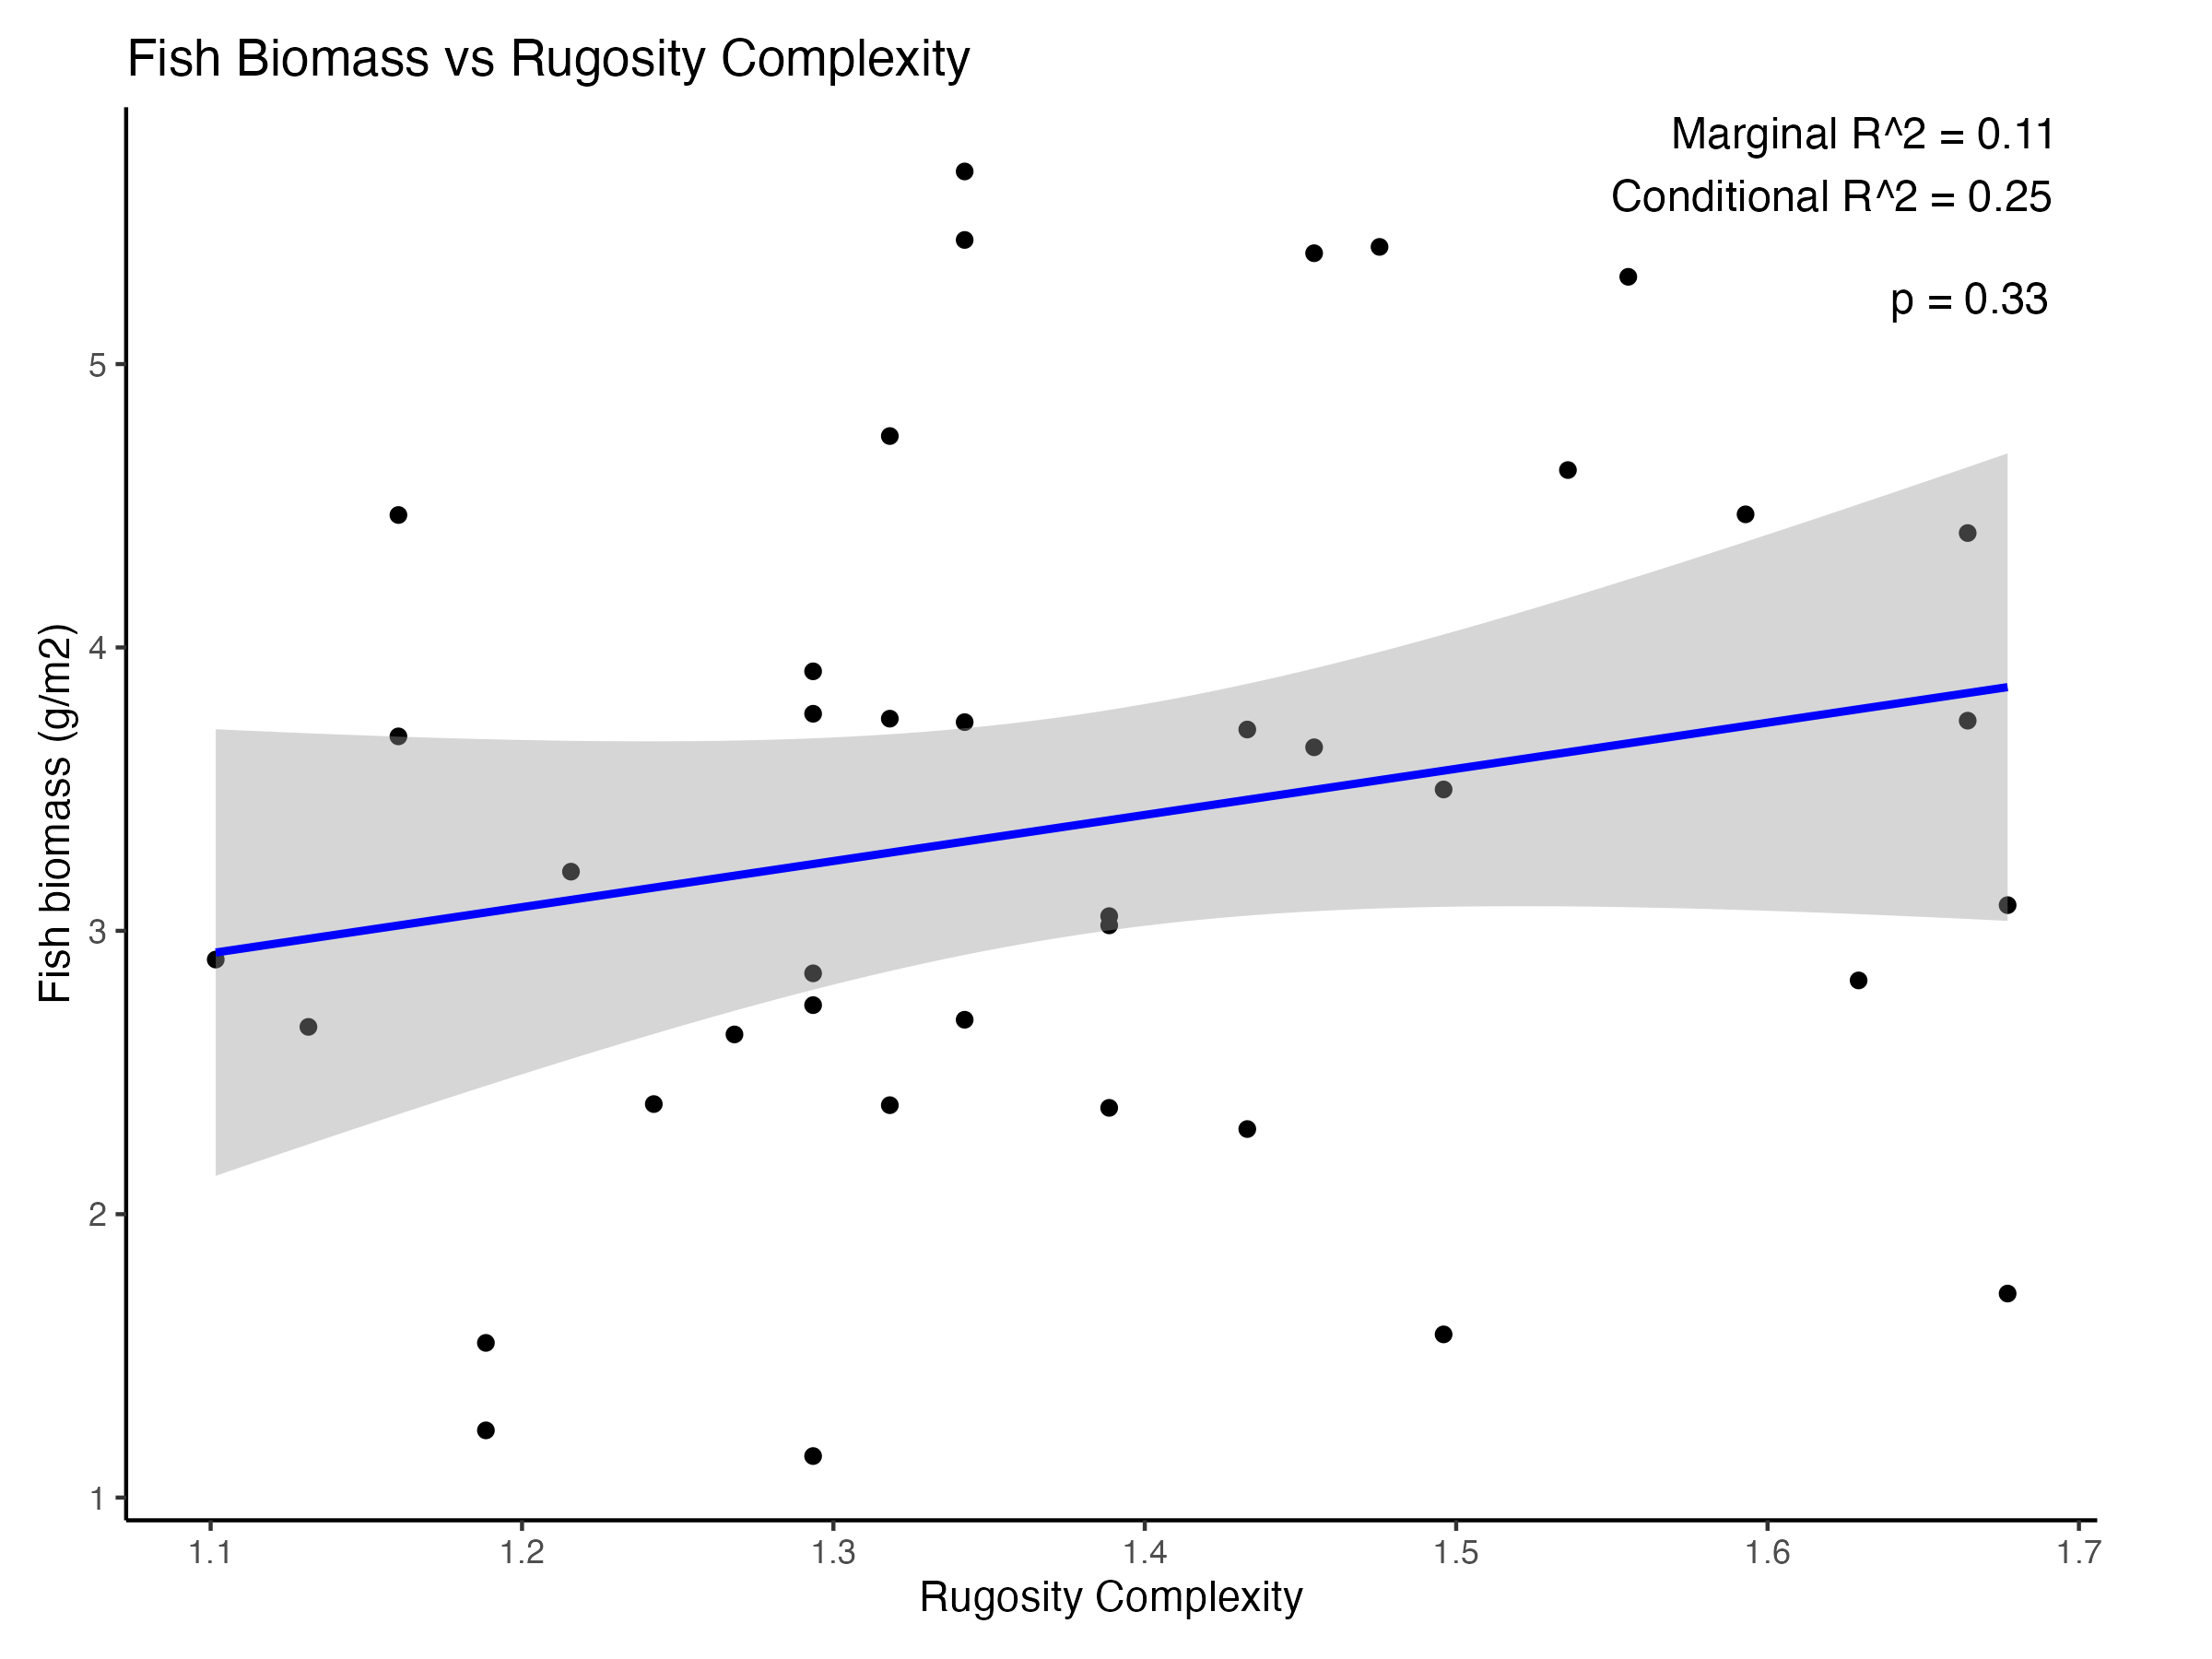 Fish Biomass vs Rugosity Complexity
Marginal R^2 = 0.11
Conditional R^2 = 0.25
p = 0.33
Fish biomass (g/m2)
5
4
3
2
1
1.1 1.2 1.3 1.4 1.5 1.6 1.7
Rugosity Complexity